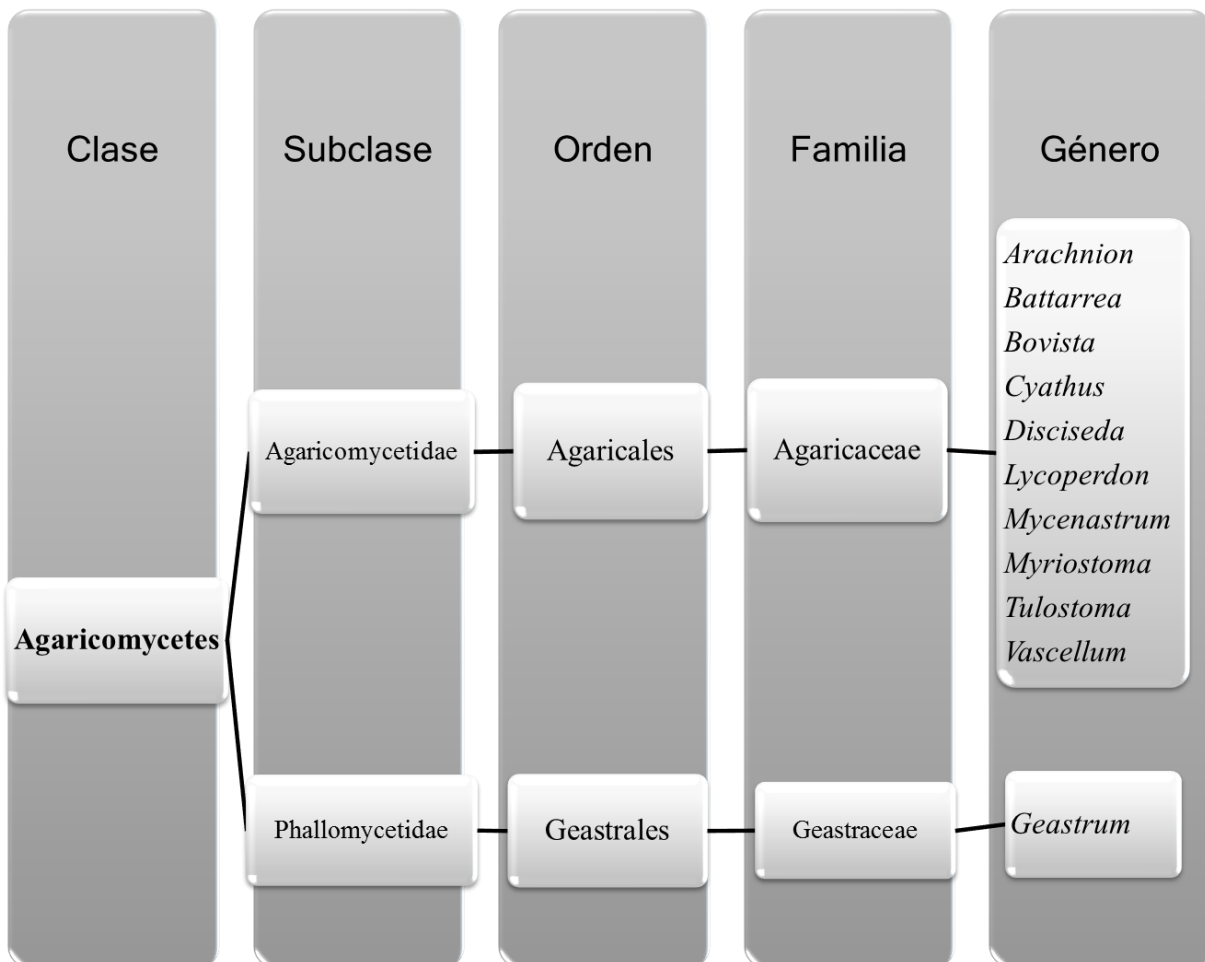 Clase
Subclase
Orden
Familia
Género
Arachnion
Battarrea
Bovista
Cyathus
Disciseda
Lycoperdon
Mycenastrum
Myriostoma
Tulostoma
Vascellum
Agaricomycetidae
Agaricales
Agaricaceae
Agaricomycetes
Phallomycetidae
Geastrales
Geastraceae
Geastrum